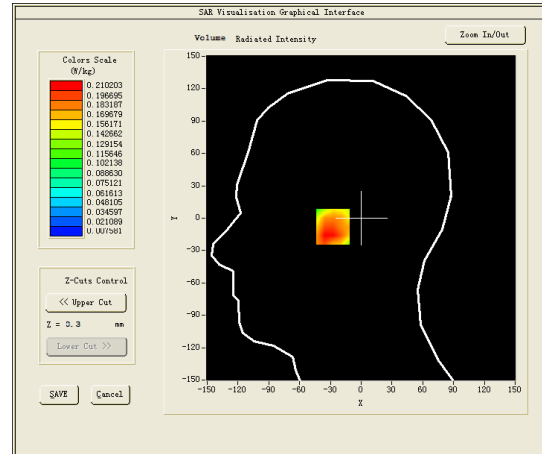 SAR Visualisation Graphical Interface
Volume Radiated Intensity
Zoom In/Out
Colors Scale
(W/kg)
0.210203
0.196695
0.183187
0.169679
0.156171
0.142662
0.129154
0.115646
0.102138
0.088630
0.075121
0.061613
0.048105
0.034597
0.021089
0.007581
Z-Cuts Control
<< Upper Cut
Z = 0.3 mm
Lower Cut >>
SAVE Cancel
150
120
90
60
30
0
-30
-60
-90
-120
-150
Y
-150 -120 -90 -60 -30 0 30 60 90 120 150
X